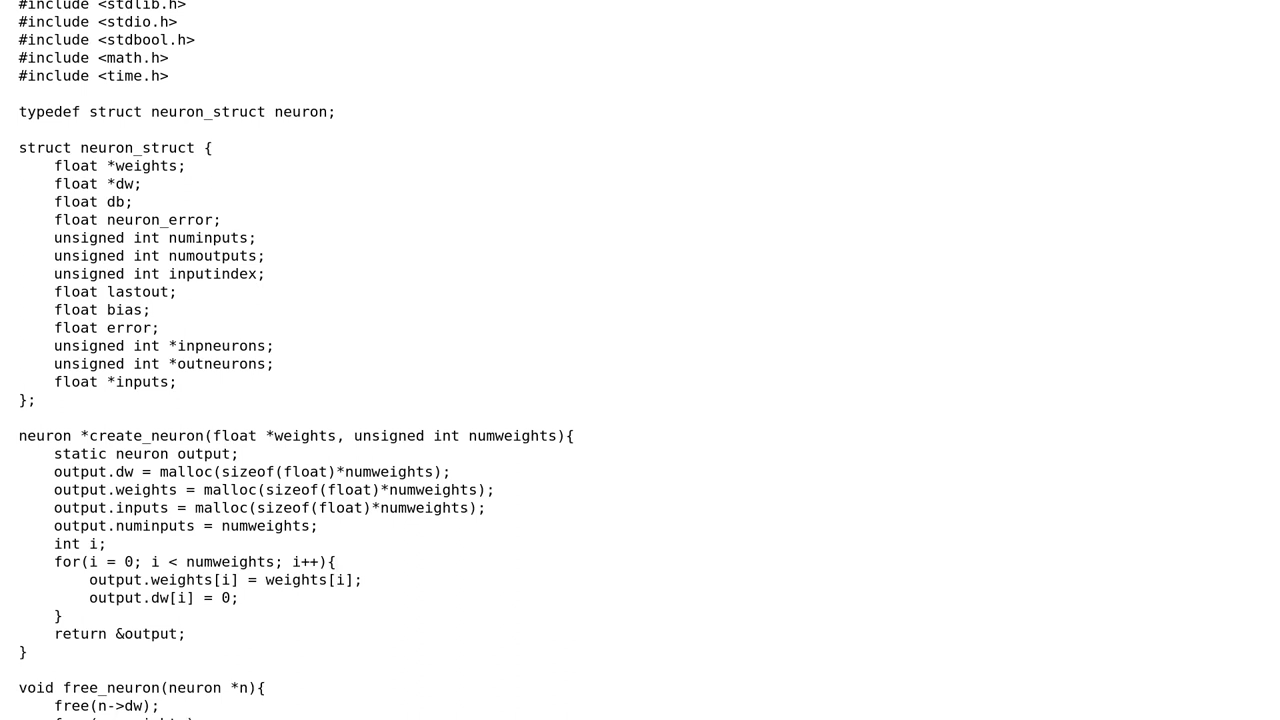 #include <stdlib.h>
#include <stdio.h>
#include <stdbool.h>
#include <math.h>
#include <time.h>

typedef struct neuron_struct neuron;

struct neuron_struct {
    float *weights;
    float *dw;
    float db;
    float neuron_error;
    unsigned int numinputs;
    unsigned int numoutputs;
    unsigned int inputindex;
    float lastout;
    float bias;
    float error;
    unsigned int *inpneurons;
    unsigned int *outneurons;
    float *inputs;
};

neuron *create_neuron(float *weights, unsigned int numweights){
    static neuron output;
    output.dw = malloc(sizeof(float)*numweights);
    output.weights = malloc(sizeof(float)*numweights);
    output.inputs = malloc(sizeof(float)*numweights);
    output.numinputs = numweights;
    int i;
    for(i = 0; i < numweights; i++){
        output.weights[i] = weights[i];
        output.dw[i] = 0;
    }
    return &output;
}

void free_neuron(neuron *n){
    free(n->dw);